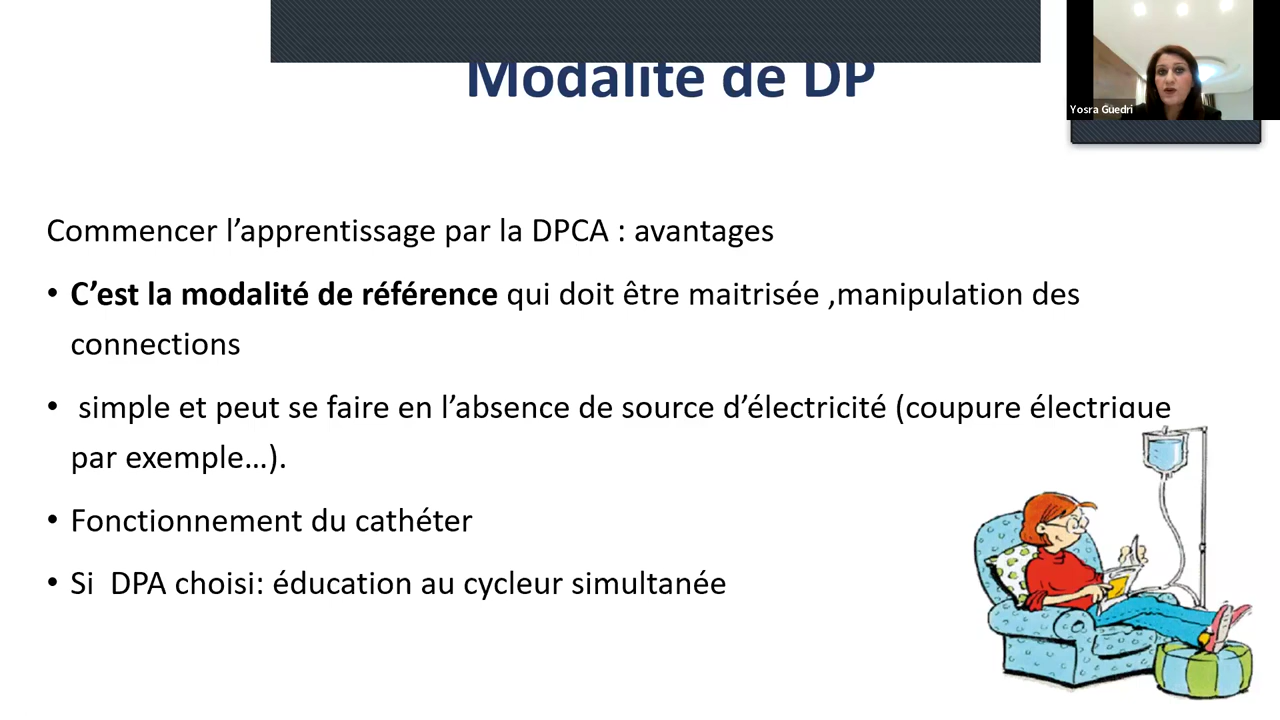 Modalité de DP
Yosra Guedri
Commencer l’apprentissage par la DPCA : avantages
• C’est la modalité de référence qui doit être maitrisée ,manipulation des
connections
• simple et peut se faire en l’absence de source d’électricité (coupure électrique
par exemple…).
• Fonctionnement du cathéter
• Si DPA choisi: éducation au cycleur simultanée